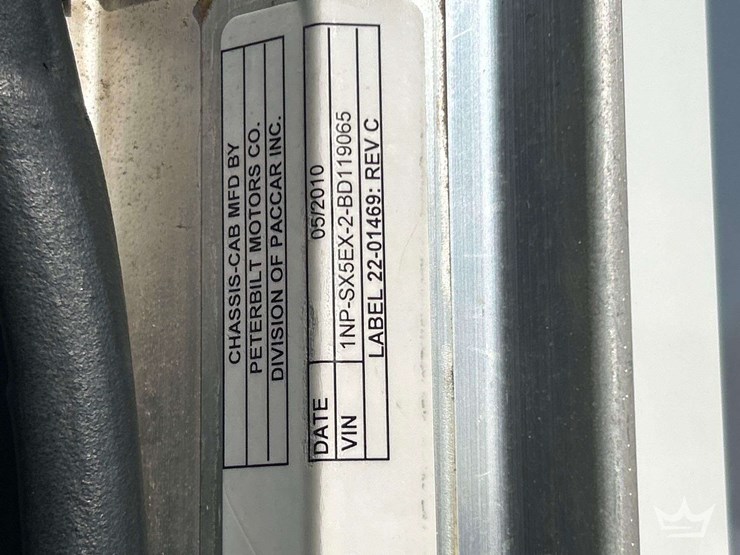 CHASSIS-CAB MFD BY
PETERBILT MOTORS CO.
DIVISION OF PACCAR INC.
DATE 05/2010
VIN 1NP-SX5EX-2-BD119065
LABEL 22-01469: REV C